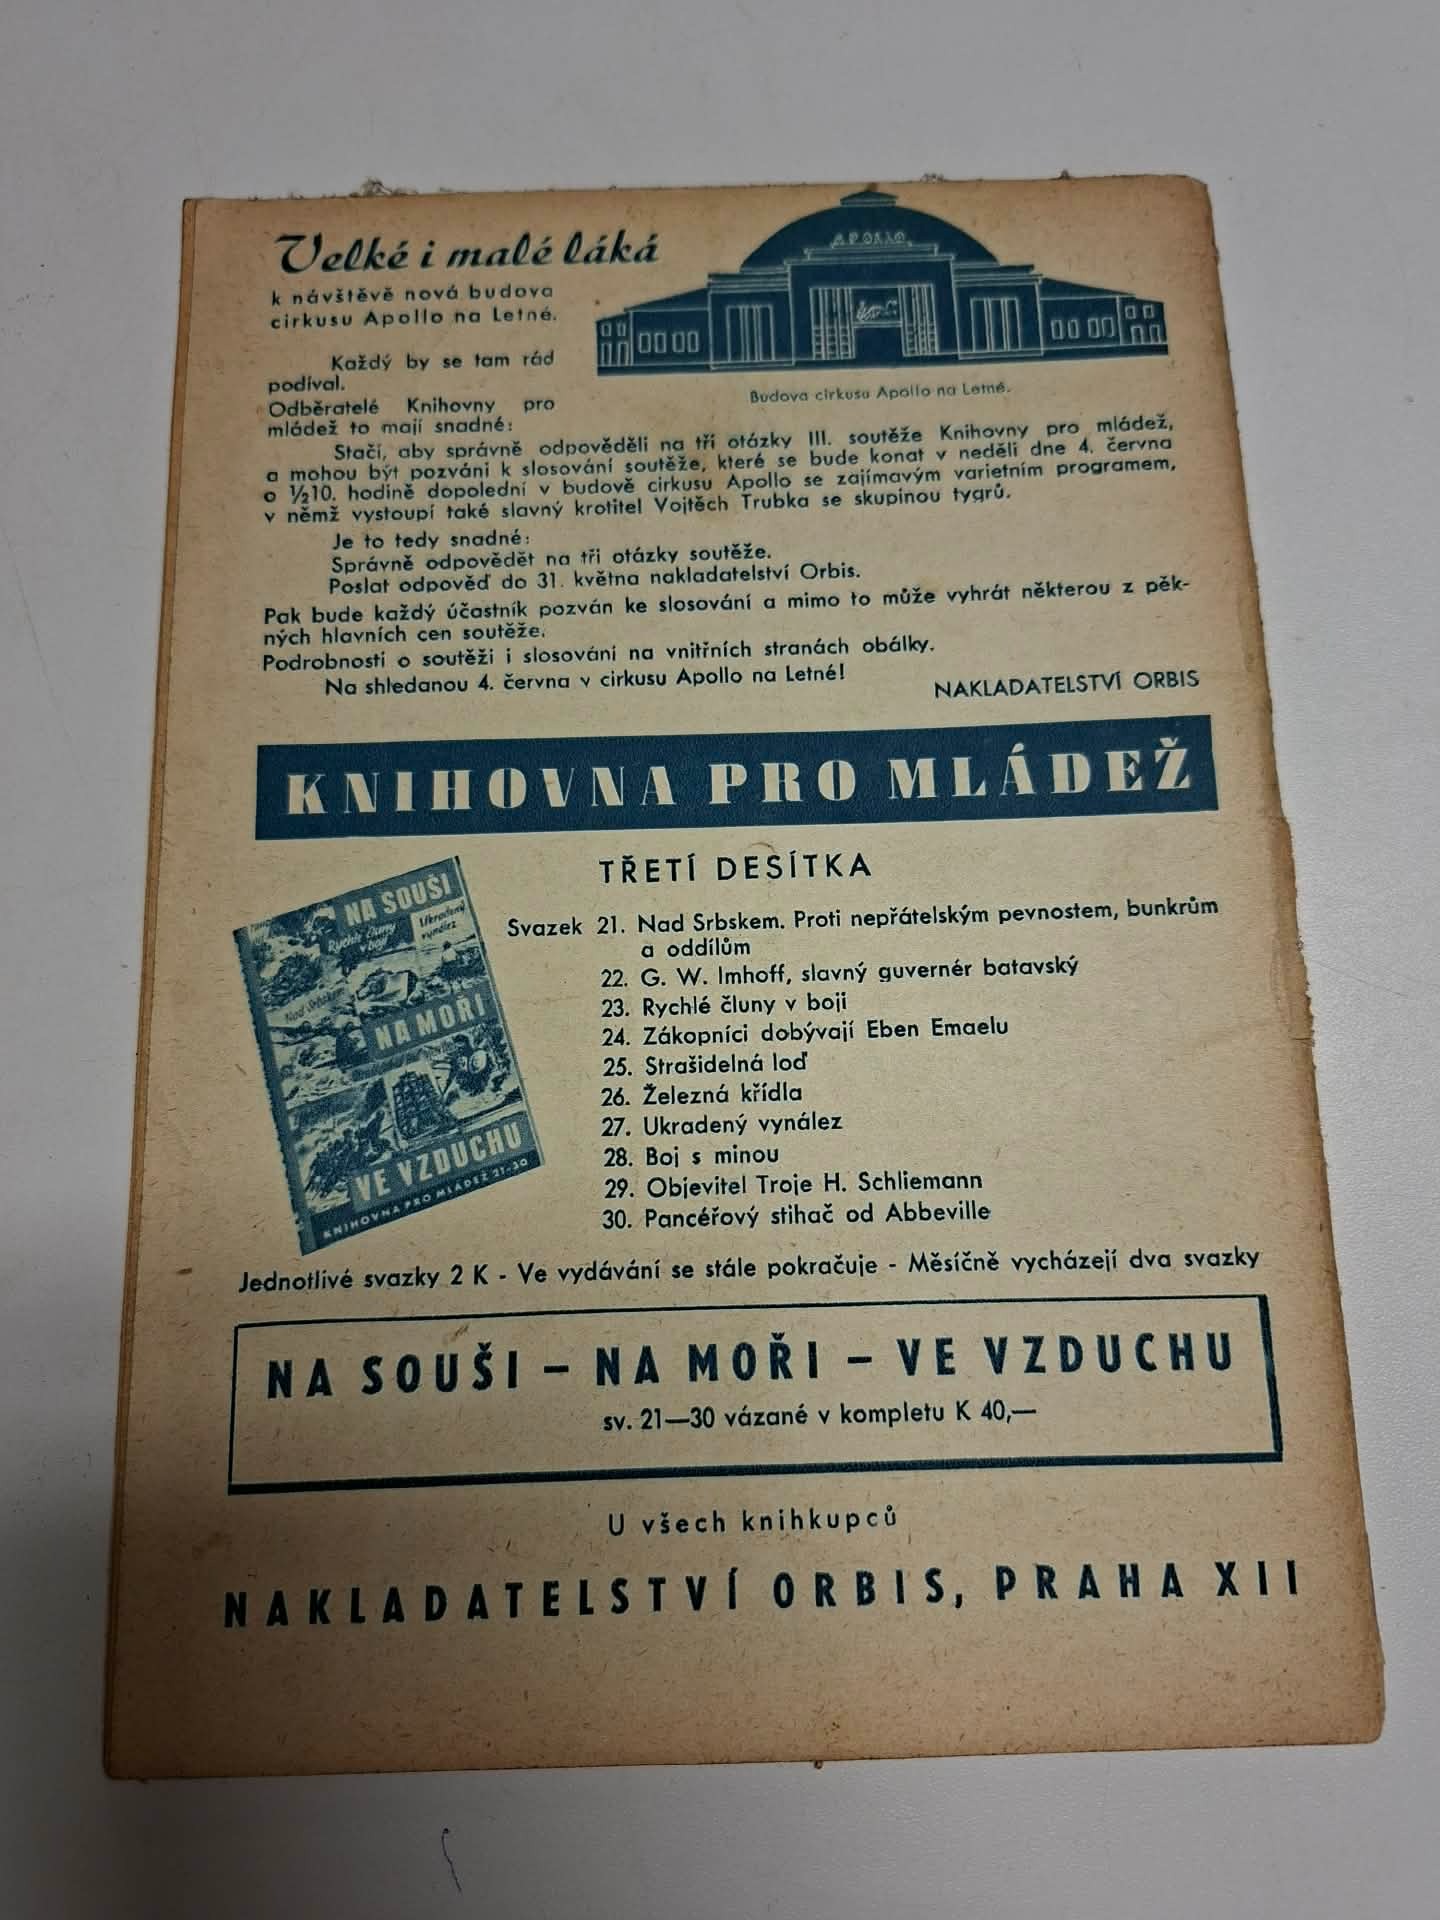 Velké i malé láká
k návštěvě nová budova
cirkusu Apollo na Letné.
APOLLO
Budova cirkusu Apollo na Letné.
Každý by se tam rád
podíval.
Odběratelé Knihovny pro
mládež to mají snadné:
Stačí, aby správně odpověděli na tři otázky III. soutěže Knihovny pro mládež,
a mohou být pozváni k slosování soutěže, které se bude konat v neděli dne 4. června
o ½10. hodině dopolední v budově cirkusu Apollo se zajímavým varietním programem,
v němž vystoupí také slavný krotitel Vojtěch Trubka se skupinou tygrů.
Je to tedy snadné:
Správně odpovědět na tři otázky soutěže.
Poslat odpověď do 31. května nakladatelství Orbis.
Pak bude každý účastník pozván ke slosování a mimo to může vyhrát některou z pěk-
ných hlavních cen soutěže.
Podrobnosti o soutěži i slosování na vnitřních stranách obálky.
Na shledanou 4. června v cirkusu Apollo na Letné!
NAKLADATELSTVÍ ORBIS
KNIHOVNA PRO MLÁDEŽ
TŘETÍ DESÍTKA
NA SOUŠI
Rychlé čluny
v boji
Ukradený
vynález
Nad Srbskem
NA MOŘI
VE VZDUCHU
KNIHOVNA PRO MLÁDEŽ 21-30
Svazek 21. Nad Srbskem. Proti nepřátelským pevnostem, bunkrům
a oddílům
22. G. W. Imhoff, slavný guvernér batavský
23. Rychlé čluny v boji
24. Zákopníci dobývají Eben Emaelu
25. Strašidelná loď
26. Železná křídla
27. Ukradený vynález
28. Boj s minou
29. Objevitel Troje H. Schliemann
30. Pancéřový stihač od Abbeville
Jednotlivé svazky 2 K - Ve vydávání se stále pokračuje - Měsíčně vycházejí dva svazky
NA SOUŠI – NA MOŘI – VE VZDUCHU
sv. 21—30 vázané v kompletu K 40,—
U všech knihkupců
NAKLADATELSTVÍ ORBIS, PRAHA XII